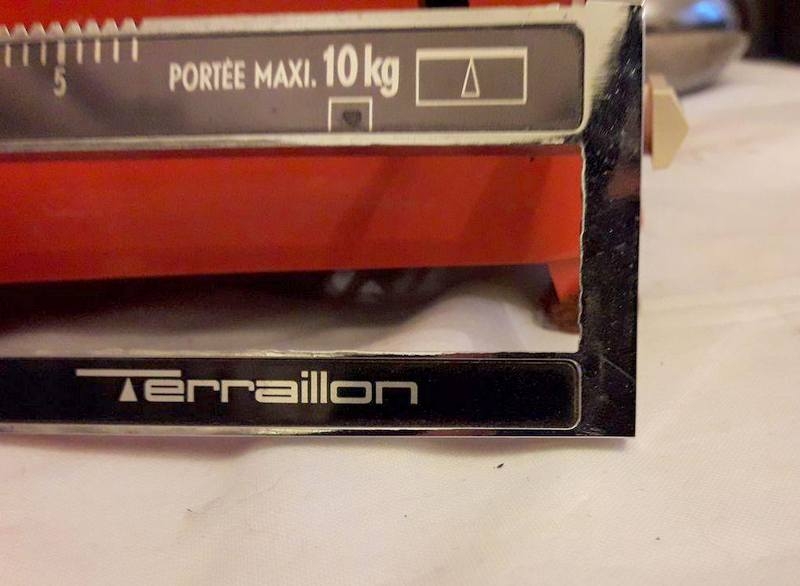 5
PORTÉE MAXI. 10 kg
Terraillon